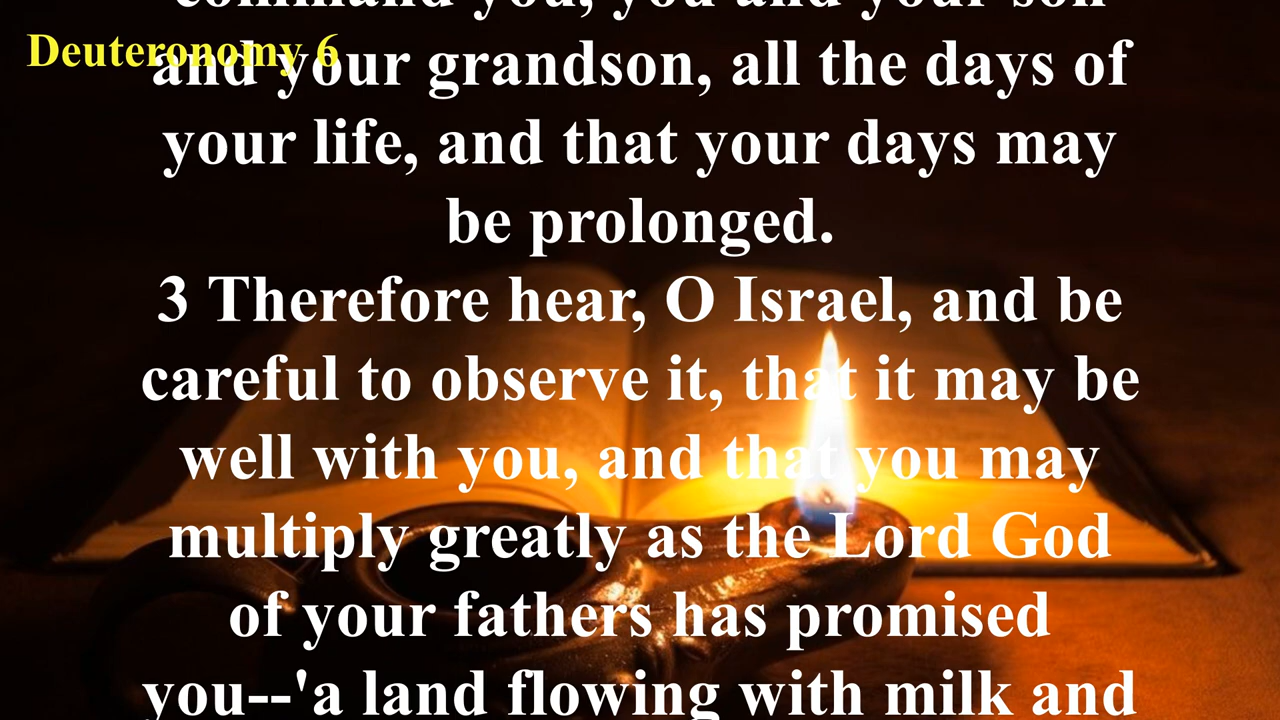 command you, you and your son
Deuteronomy 6
and your grandson, all the days of
your life, and that your days may
be prolonged.
3 Therefore hear, O Israel, and be
careful to observe it, that it may be
well with you, and that you may
multiply greatly as the Lord God
of your fathers has promised
you--'a land flowing with milk and